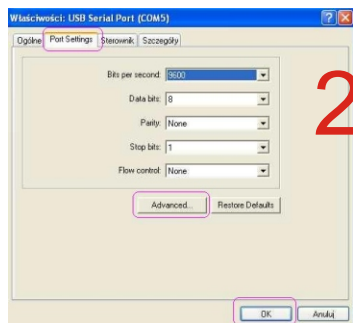 Właściwości: USB Serial Port (COM5)
Ogólne Port Settings Sterownik Szczegóły
Bits per second: 9600
Data bits: 8
Parity: None
Stop bits: 1
Flow control: None
Advanced... Restore Defaults
OK Anuluj
2